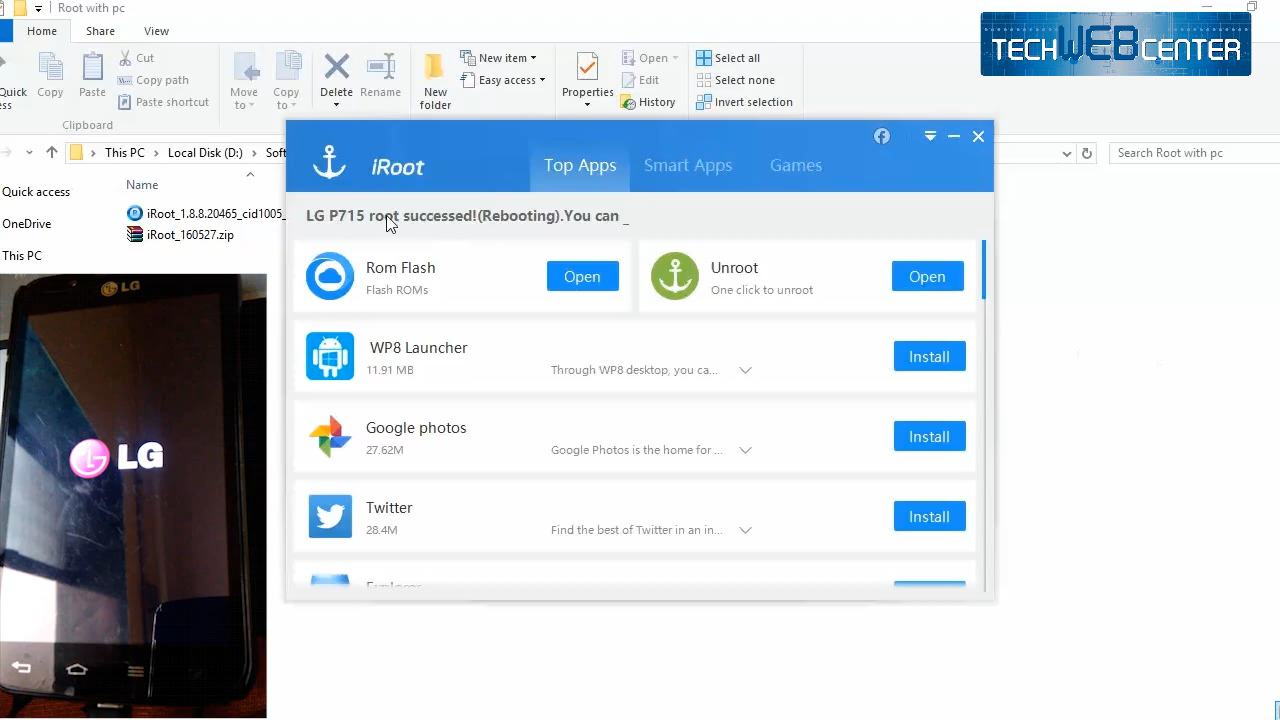 Root with pc
Home Share View
TECHWEBCENTER
Cut
Copy path
Paste shortcut
Copy
Paste
Clipboard
Move to
Copy to
Delete
Rename
New folder
New item
Easy access
Properties
Open
Edit
History
Select all
Select none
Invert selection
This PC > Local Disk (D:) >
Search Root with pc
Quick access
OneDrive
This PC
Name
iRoot_1.8.8.20465_cid1005_
iRoot_160527.zip
iRoot
Top Apps Smart Apps Games
LG P715 root successed!(Rebooting).You can _
Rom Flash
Flash ROMs
Open
Unroot
One click to unroot
Open
WP8 Launcher
11.91 MB
Through WP8 desktop, you ca...
Install
Google photos
27.62M
Google Photos is the home for ...
Install
Twitter
28.4M
Find the best of Twitter in an in...
Install
LG
LG